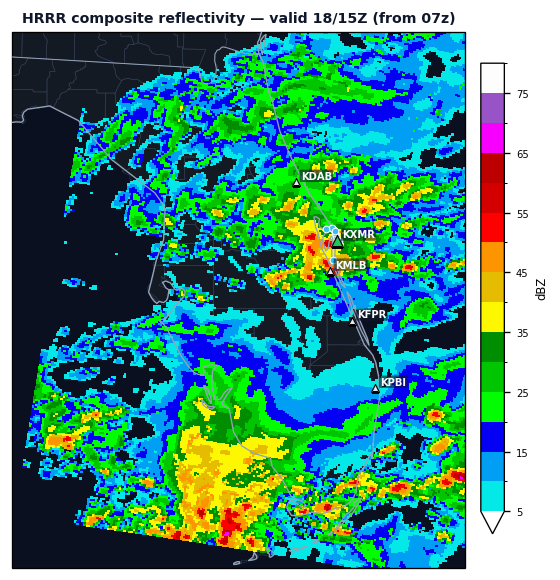 HRRR composite reflectivity — valid 18/15Z (from 07z)
75
65
55
45
35
25
15
5
dBZ
KDAB
KXMR
KMLB
KFPR
KPBI